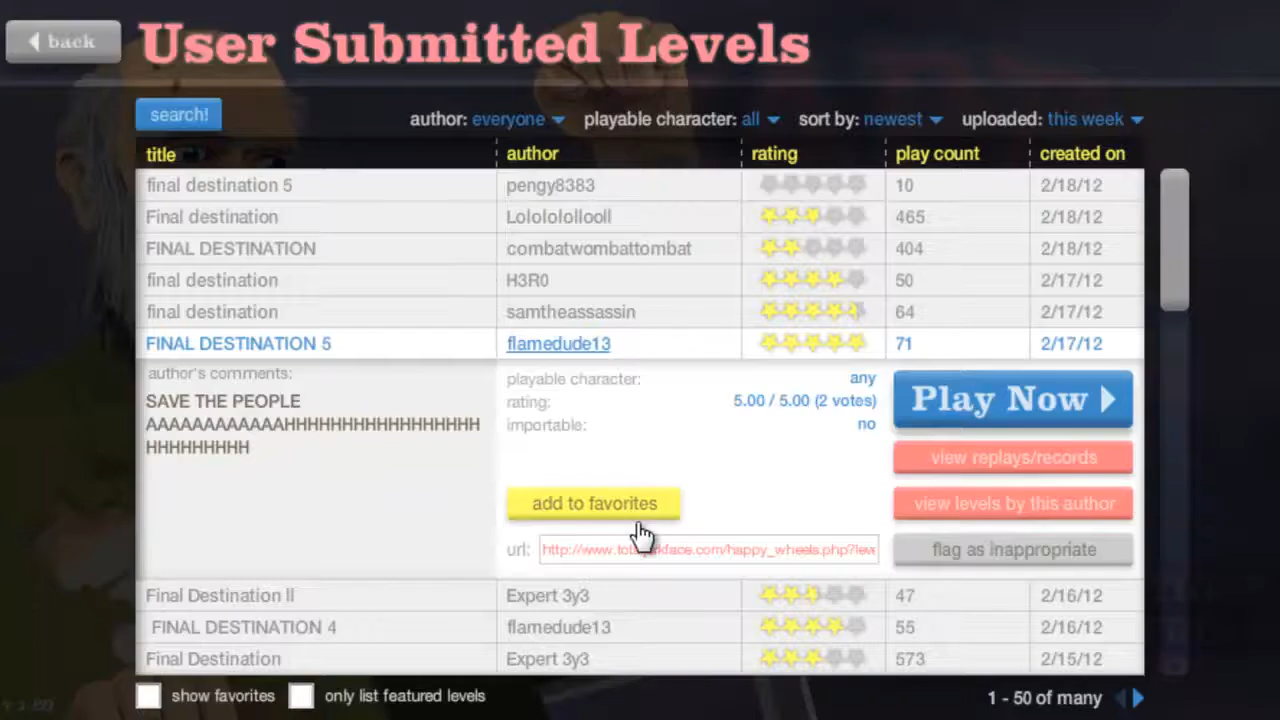 back
User Submitted Levels
search!
author: everyone playable character: all sort by: newest uploaded: this week
title author rating play count created on
final destination 5 pengy8383 10 2/18/12
Final destination Lolololollooll 465 2/18/12
FINAL DESTINATION combatwombattombat 404 2/18/12
final destination H3R0 50 2/17/12
final destination samtheassassin 64 2/17/12
FINAL DESTINATION 5 flamedude13 71 2/17/12
author's comments:
SAVE THE PEOPLE
AAAAAAAAAAAAHHHHHHHHHHHHHHHHH
HHHHHHHHH
playable character: any
rating: 5.00 / 5.00 (2 votes)
importable: no
add to favorites
url:
Play Now
view replays/records
view levels by this author
flag as inappropriate
Final Destination II Expert 3y3 47 2/16/12
FINAL DESTINATION 4 flamedude13 55 2/16/12
Final Destination Expert 3y3 573 2/15/12
show favorites only list featured levels 1 - 50 of many